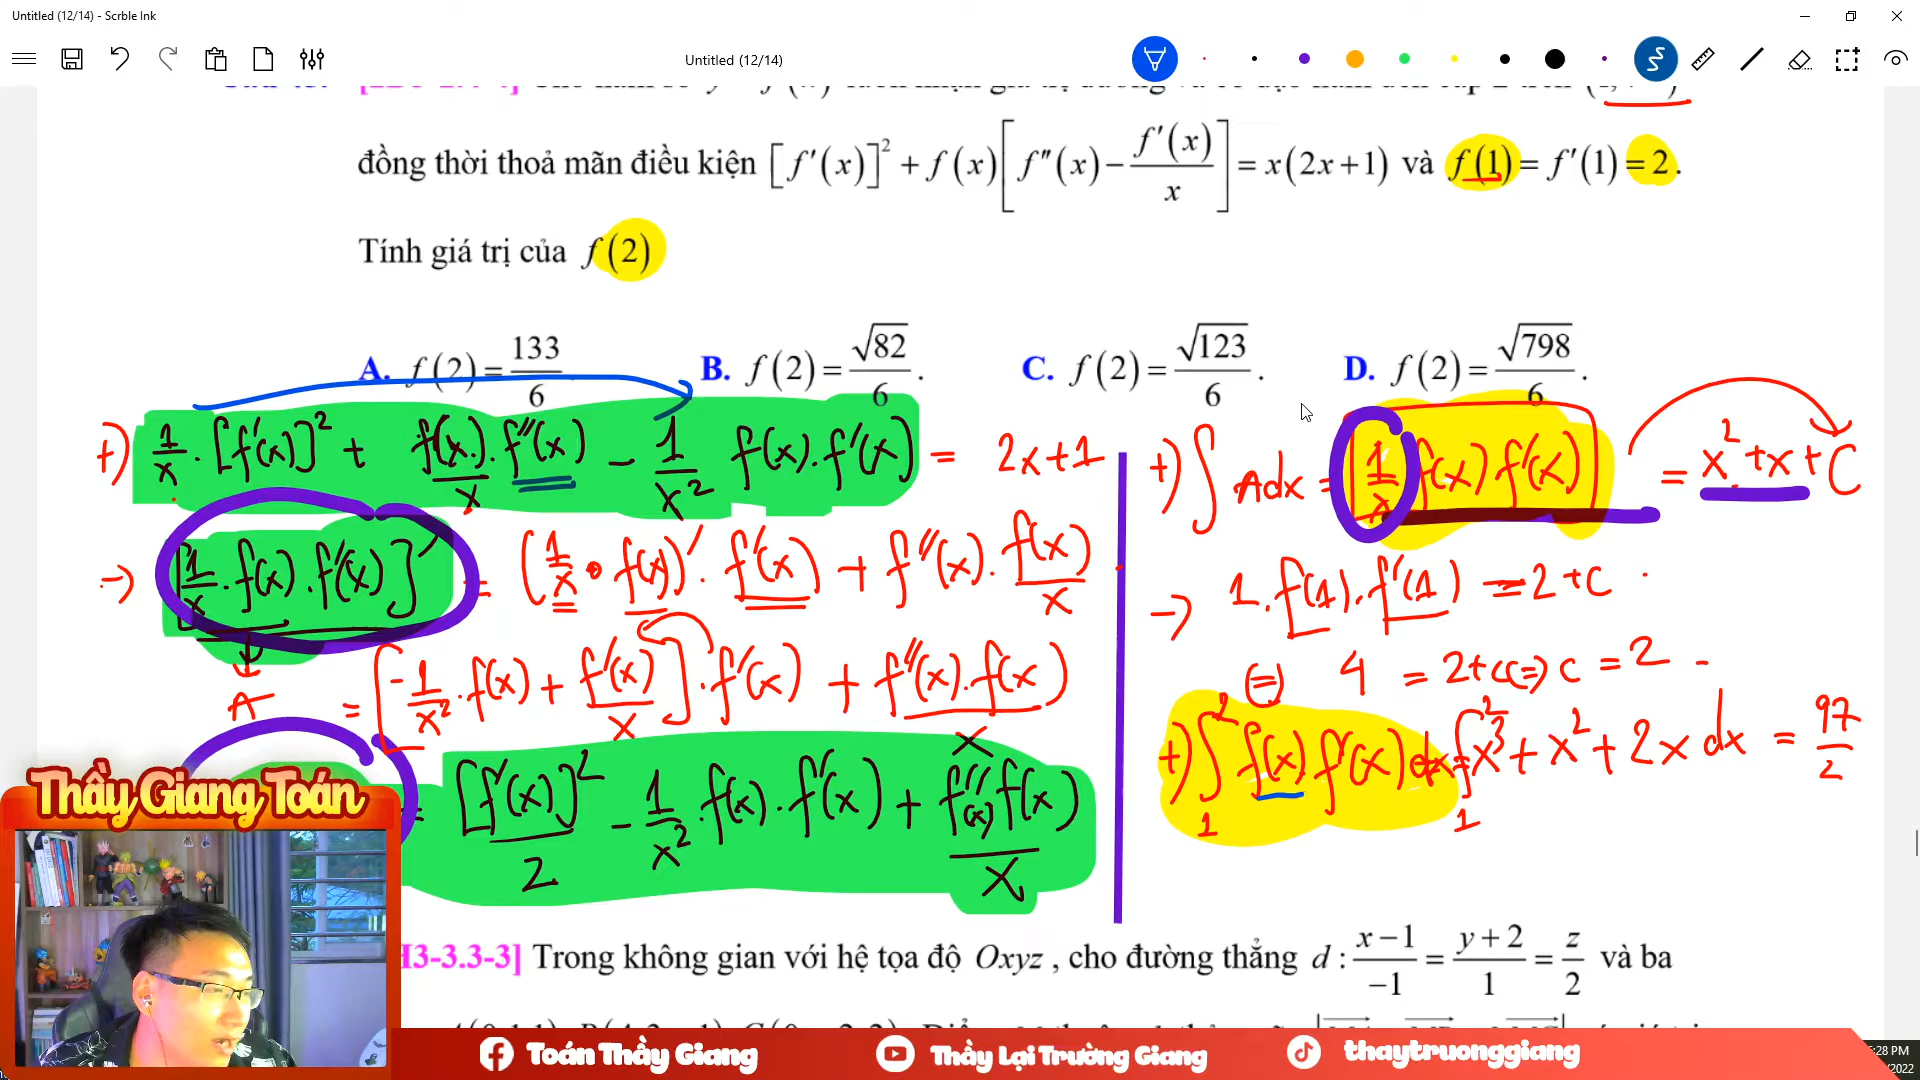 Untitled (12/14) - Scrble Ink
Untitled (12/14)
đồng thời thoả mãn điều kiện [f'(x)]² + f(x)[f''(x) - f'(x)/x] = x(2x+1) và f(1) = f'(1) = 2.
Tính giá trị của f(2)
A. f(2) = 133/6
B. f(2) = √82/6.
C. f(2) = √123/6.
D. f(2) = √798/6.
+) 1/x · [f'(x)]² + f(x).f''(x)/x - 1/x² f(x).f'(x) = 2x+1
→ [1/x · f(x) · f'(x)]' = (1/x · f(x))' · f'(x) + f''(x) · f(x)/x
A
= [-1/x² · f(x) + f'(x)/x] · f'(x) + f''(x).f(x)/x
= [f'(x)]²/2 - 1/x² · f(x) · f'(x) + f''(x) f(x)/x
+) ∫ A dx = 1/x f(x) f'(x) = x² + x + C
→ 1.f(1).f'(1) = 2 + C
⇔ 4 = 2 + C ⇒ C = 2
+) ∫₁² f(x) f'(x) dx = ∫₁² x³ + x² + 2x dx = 97/2
H3-3.3-3] Trong không gian với hệ tọa độ Oxyz, cho đường thẳng d: (x-1)/-1 = (y+2)/1 = z/2 và ba
Thầy Giang Toán
Toán Thầy Giang
Thầy Lại Trường Giang
thaytruonggiang
:28 PM
/2022